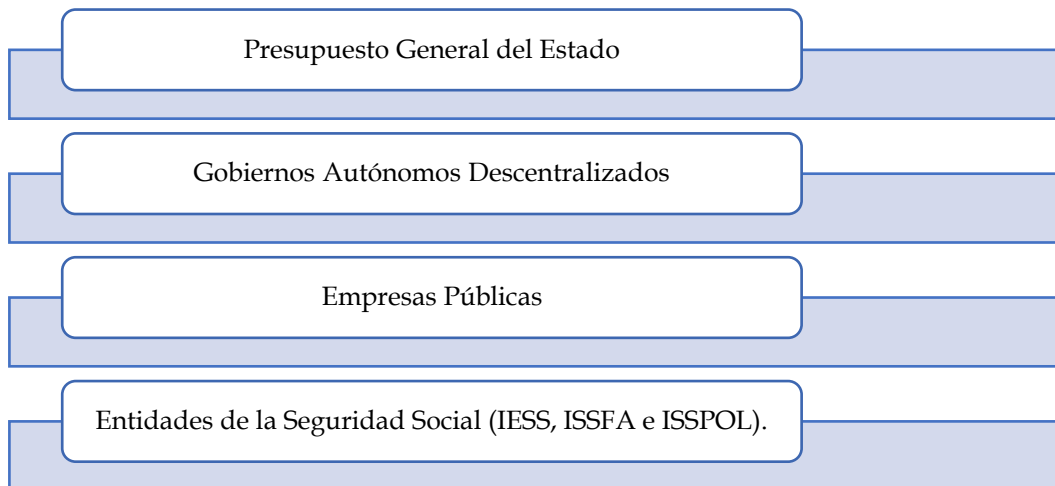 Presupuesto General del Estado
Gobiernos Autónomos Descentralizados
Empresas Públicas
Entidades de la Seguridad Social (IESS, ISSFA e ISSPOL).